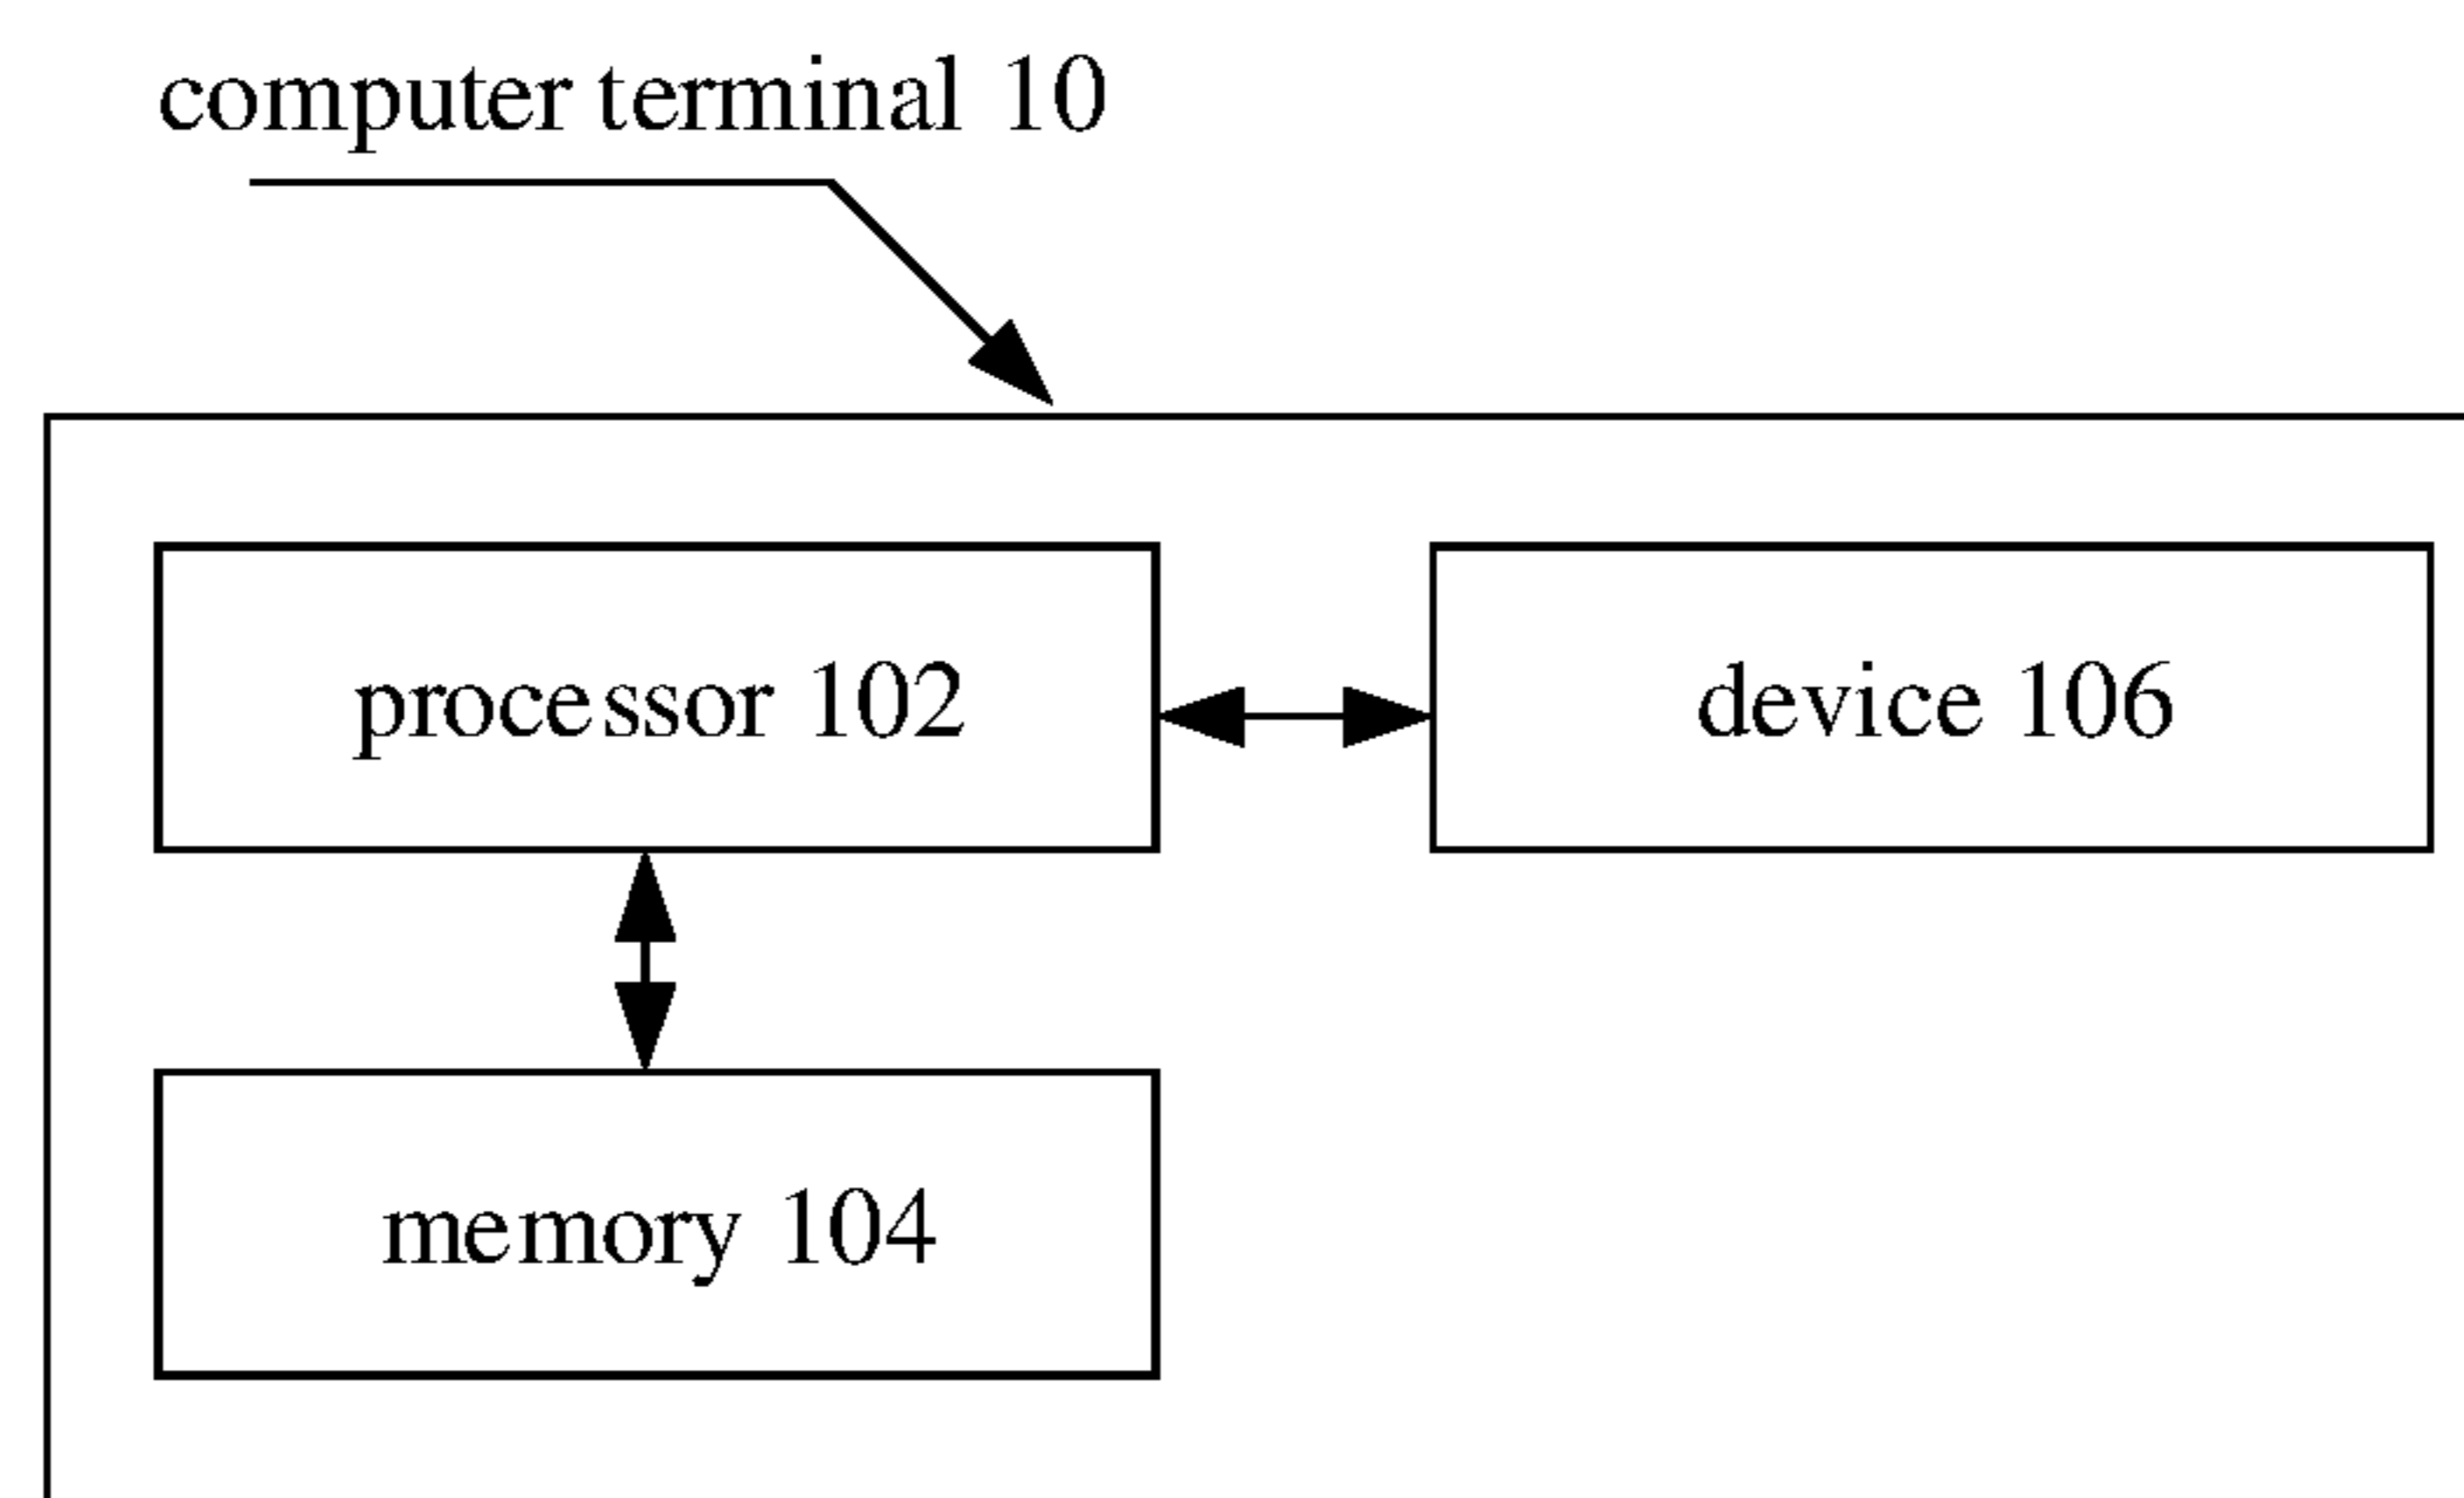 computer terminal 10
processor 102
device 106
memory 104